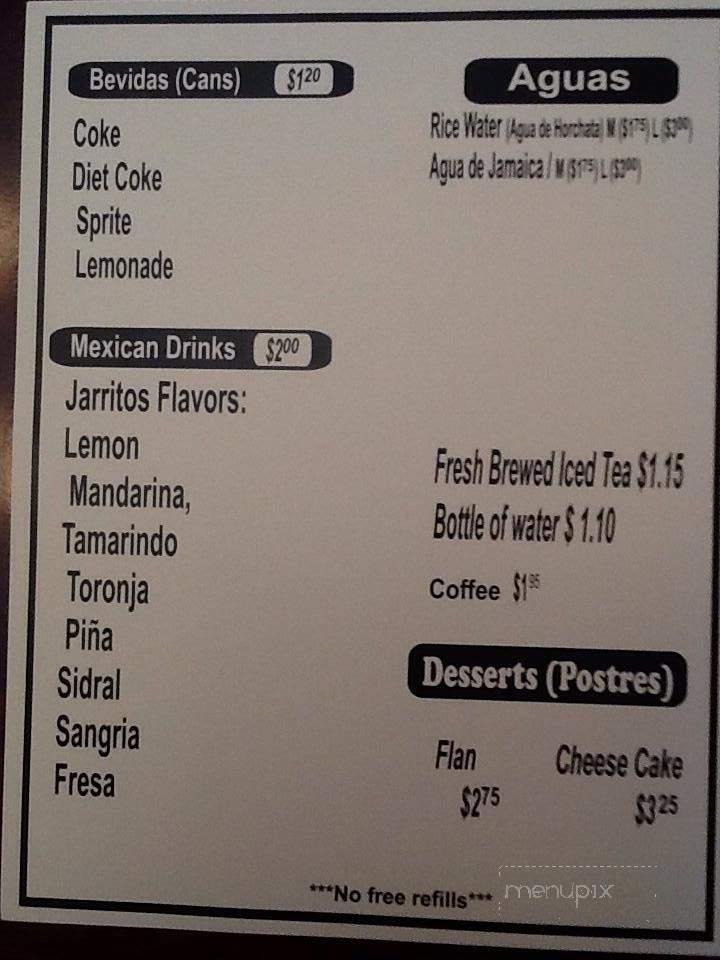 Bevidas (Cans) $1.20
Coke
Diet Coke
Sprite
Lemonade
Mexican Drinks $2.00
Jarritos Flavors:
Lemon
Mandarina,
Tamarindo
Toronja
Piña
Sidral
Sangria
Fresa
Aguas
Rice Water (Agua de Horchata) M ($1.75) L ($3.00)
Agua de Jamaica / M ($1.75) L ($3.00)
Fresh Brewed Iced Tea $1.15
Bottle of water $ 1.10
Coffee $1.95
Desserts (Postres)
Flan Cheese Cake
$2.75 $3.25
***No free refills***
menupix